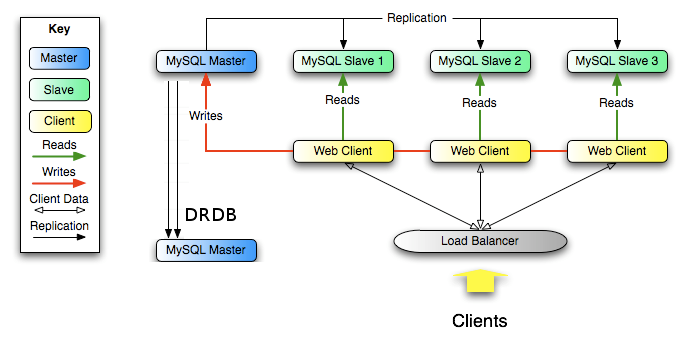 Key
Master
Slave
Client
Reads
Writes
Client Data
Replication
Replication
MySQL Master
MySQL Slave 1
MySQL Slave 2
MySQL Slave 3
Reads
Reads
Reads
Writes
Web Client
Web Client
Web Client
DRDB
MySQL Master
Load Balancer
Clients